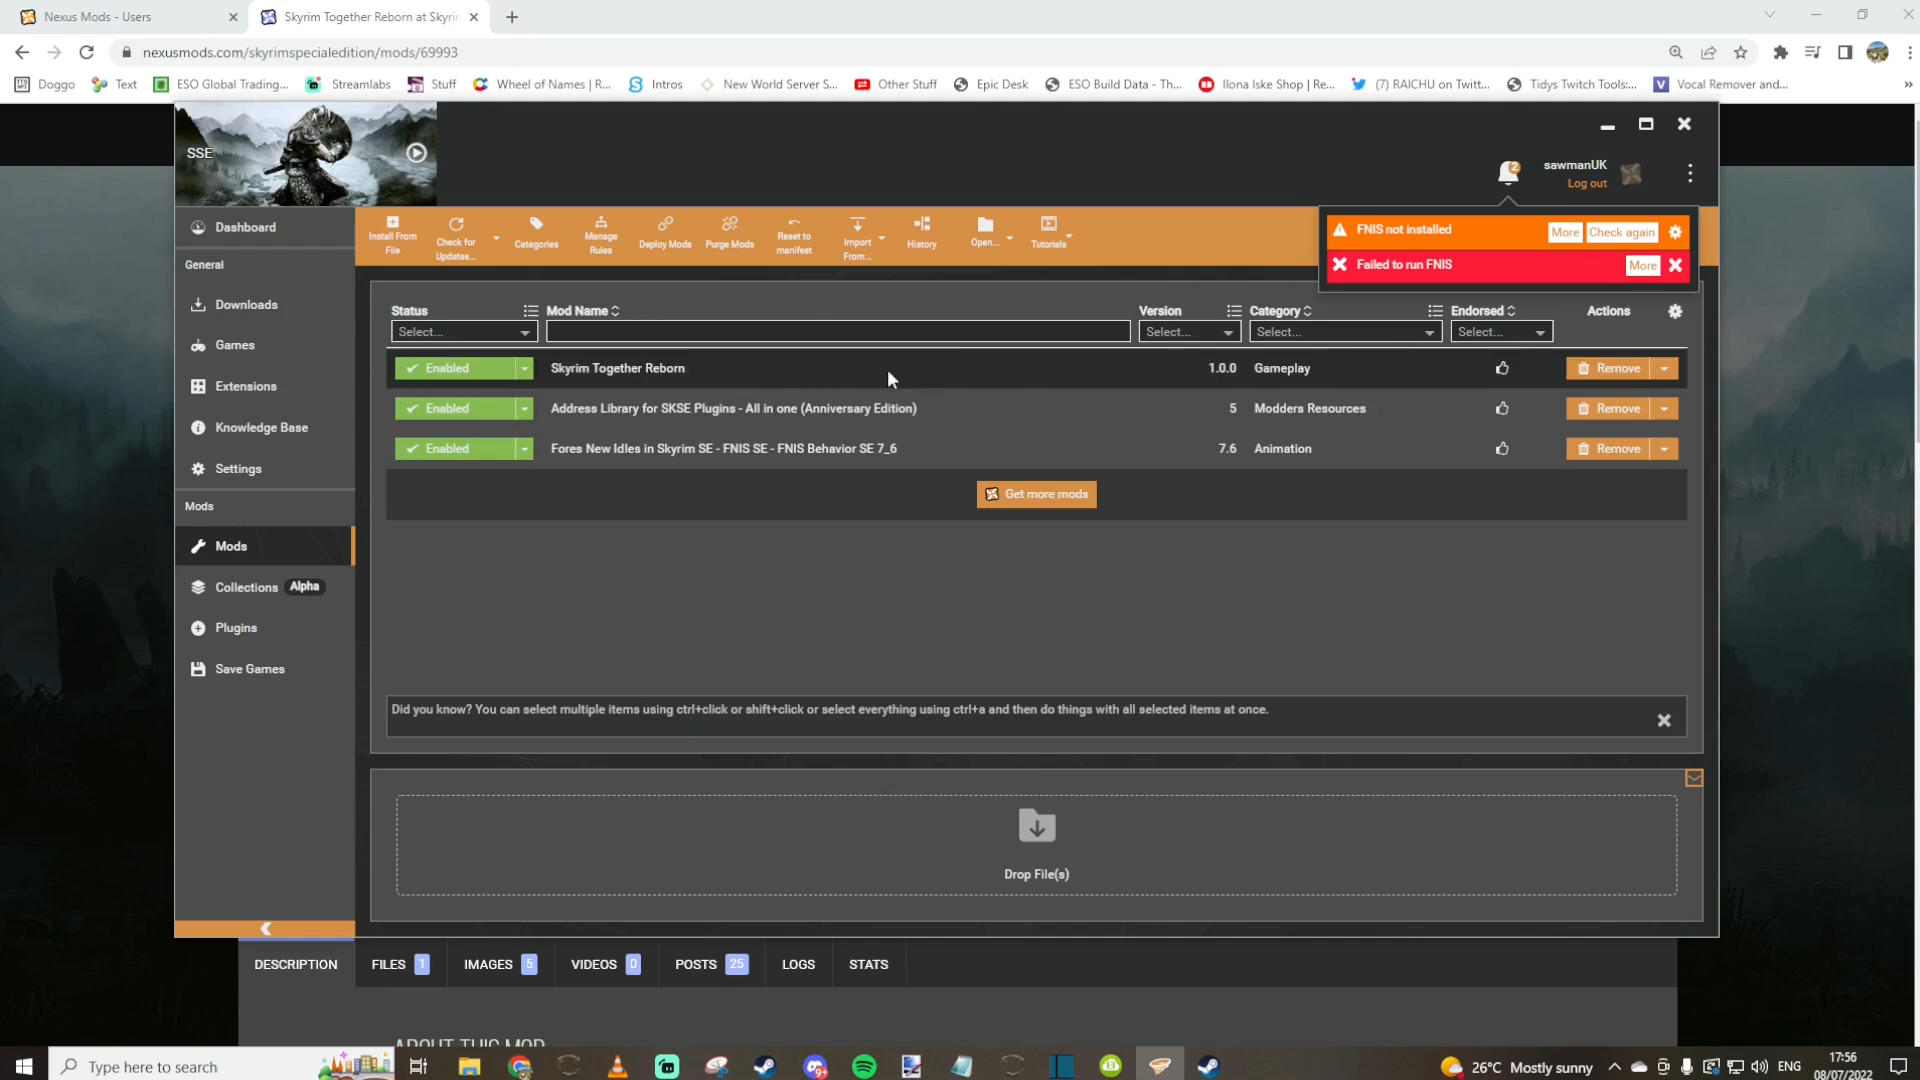 Nexus Mods - Users
Skyrim Together Reborn at Skyrin
nexusmods.com/skyrimspecialedition/mods/69993
Doggo
Text
ESO Global Trading...
Streamlabs
Stuff
Wheel of Names | R...
Intros
New World Server S...
Other Stuff
Epic Desk
ESO Build Data - Th...
Ilona Iske Shop | Re...
(7) RAICHU on Twitt...
Tidys Twitch Tools:...
Vocal Remover and...
»
SSE
2
sawmanUK
Log out
Dashboard
General
Downloads
Games
Extensions
Knowledge Base
Settings
Mods
Mods
Collections Alpha
Plugins
Save Games
Install From
File
Check for
Updates...
Categories
Manage
Rules
Deploy Mods
Purge Mods
Reset to
manifest
Import
From...
History
Open...
Tutorials
FNIS not installed
More
Check again
Failed to run FNIS
More
Status
Mod Name
Version
Category
Endorsed
Actions
Select...
Select...
Select...
Select...
Enabled Skyrim Together Reborn 1.0.0 Gameplay Remove
Enabled Address Library for SKSE Plugins - All in one (Anniversary Edition) 5 Modders Resources Remove
Enabled Fores New Idles in Skyrim SE - FNIS SE - FNIS Behavior SE 7_6 7.6 Animation Remove
Get more mods
Did you know? You can select multiple items using ctrl+click or shift+click or select everything using ctrl+a and then do things with all selected items at once.
Drop File(s)
DESCRIPTION
FILES 1
IMAGES 5
VIDEOS 0
POSTS 25
LOGS
STATS
ABOUT THIS MOD
Type here to search
9+
26°C Mostly sunny
ENG
17:56
08/07/2022